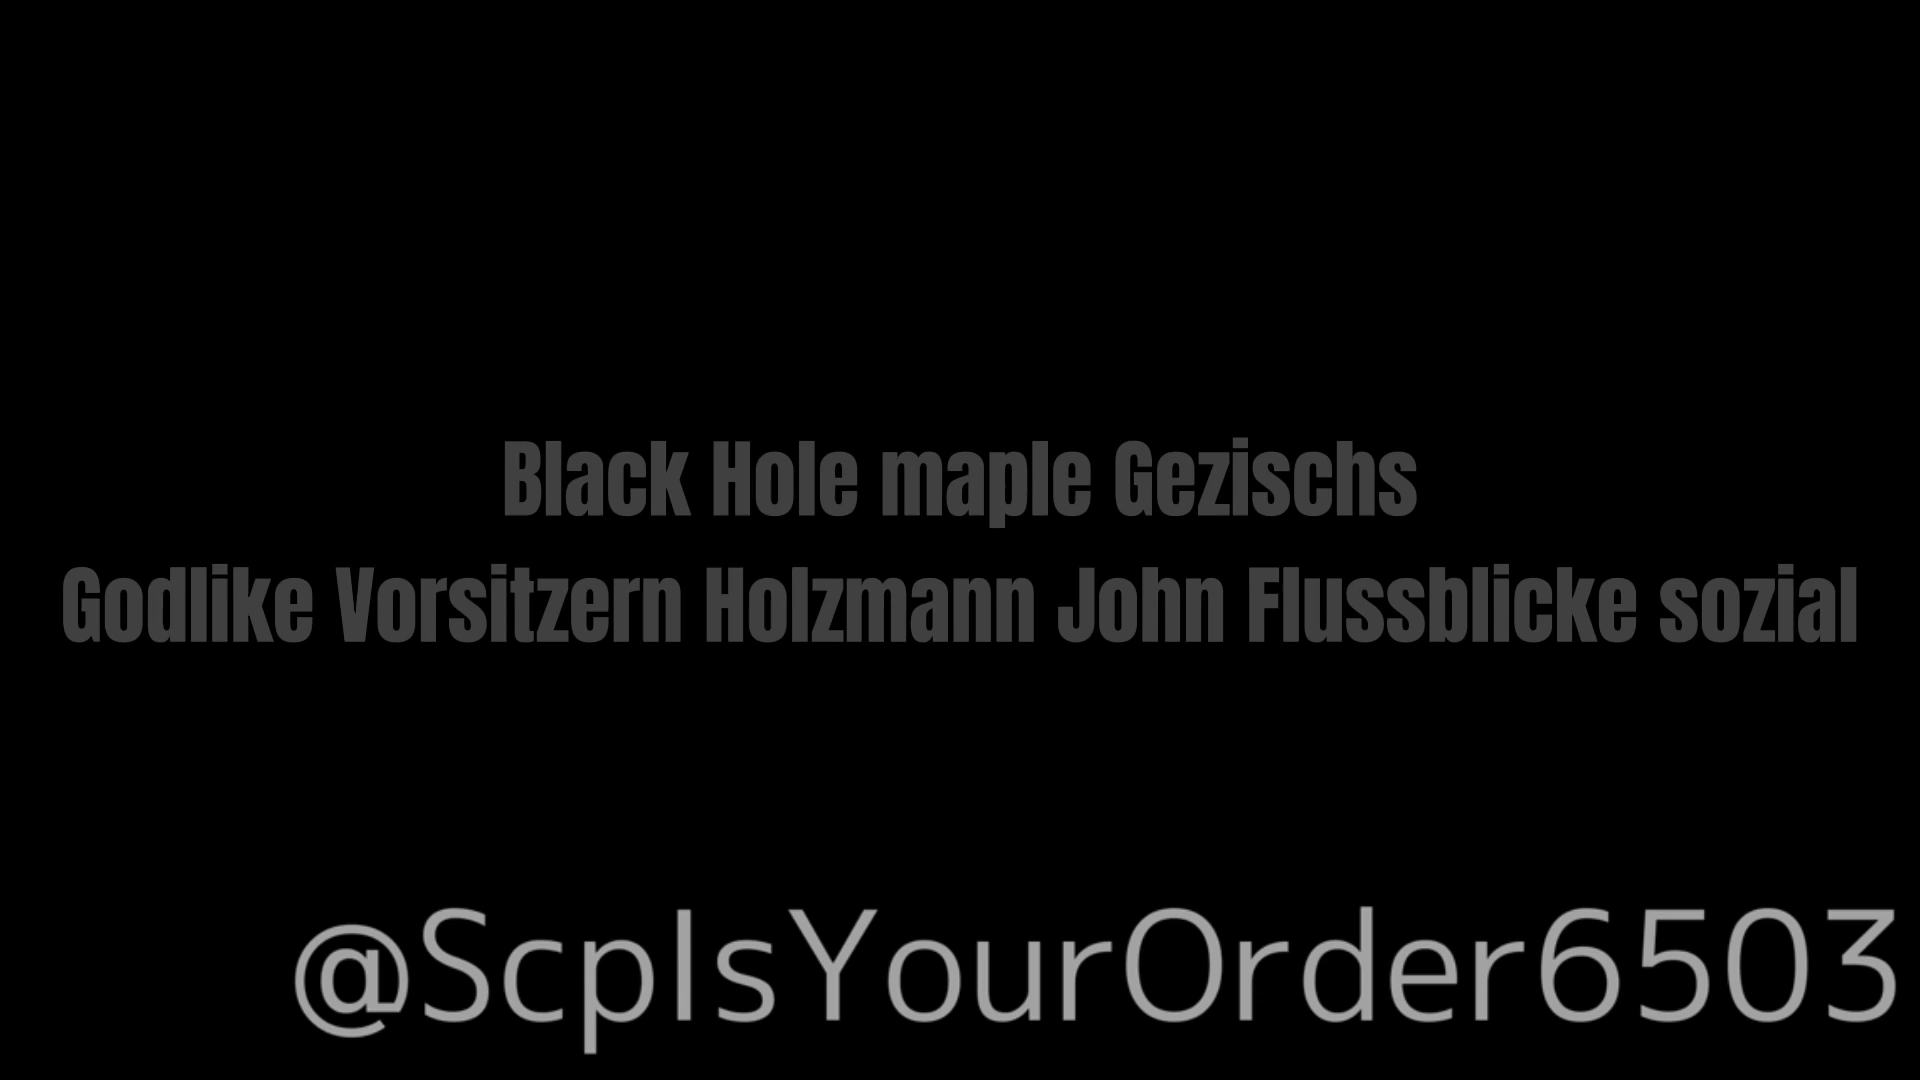 Black Hole maple Gezischs
Godlike Vorsitzern Holzmann John Flussblicke sozial
@ScpIsYourOrder6503